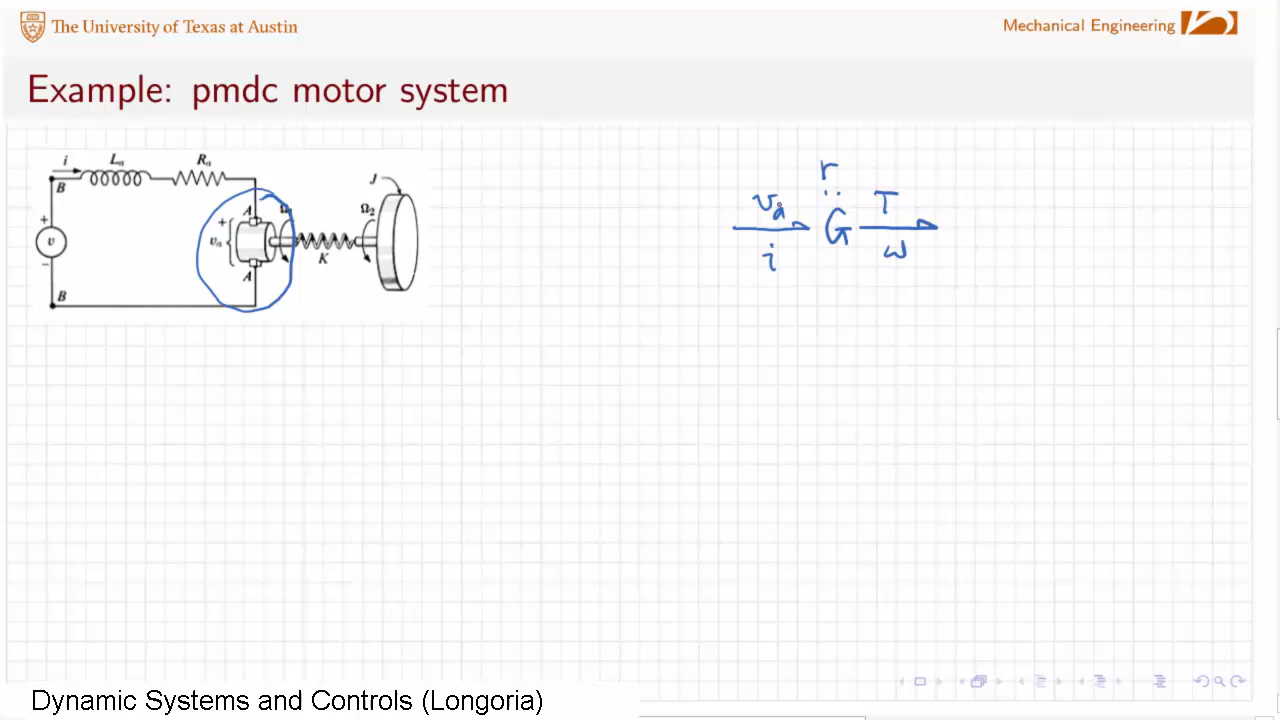 The University of Texas at Austin
Mechanical Engineering
Example: pmdc motor system
i
La
Ra
B
A
J
Ω2
+
+
va
v
K
−
−
A
B
r
va
G
T
i
ω
Dynamic Systems and Controls (Longoria)